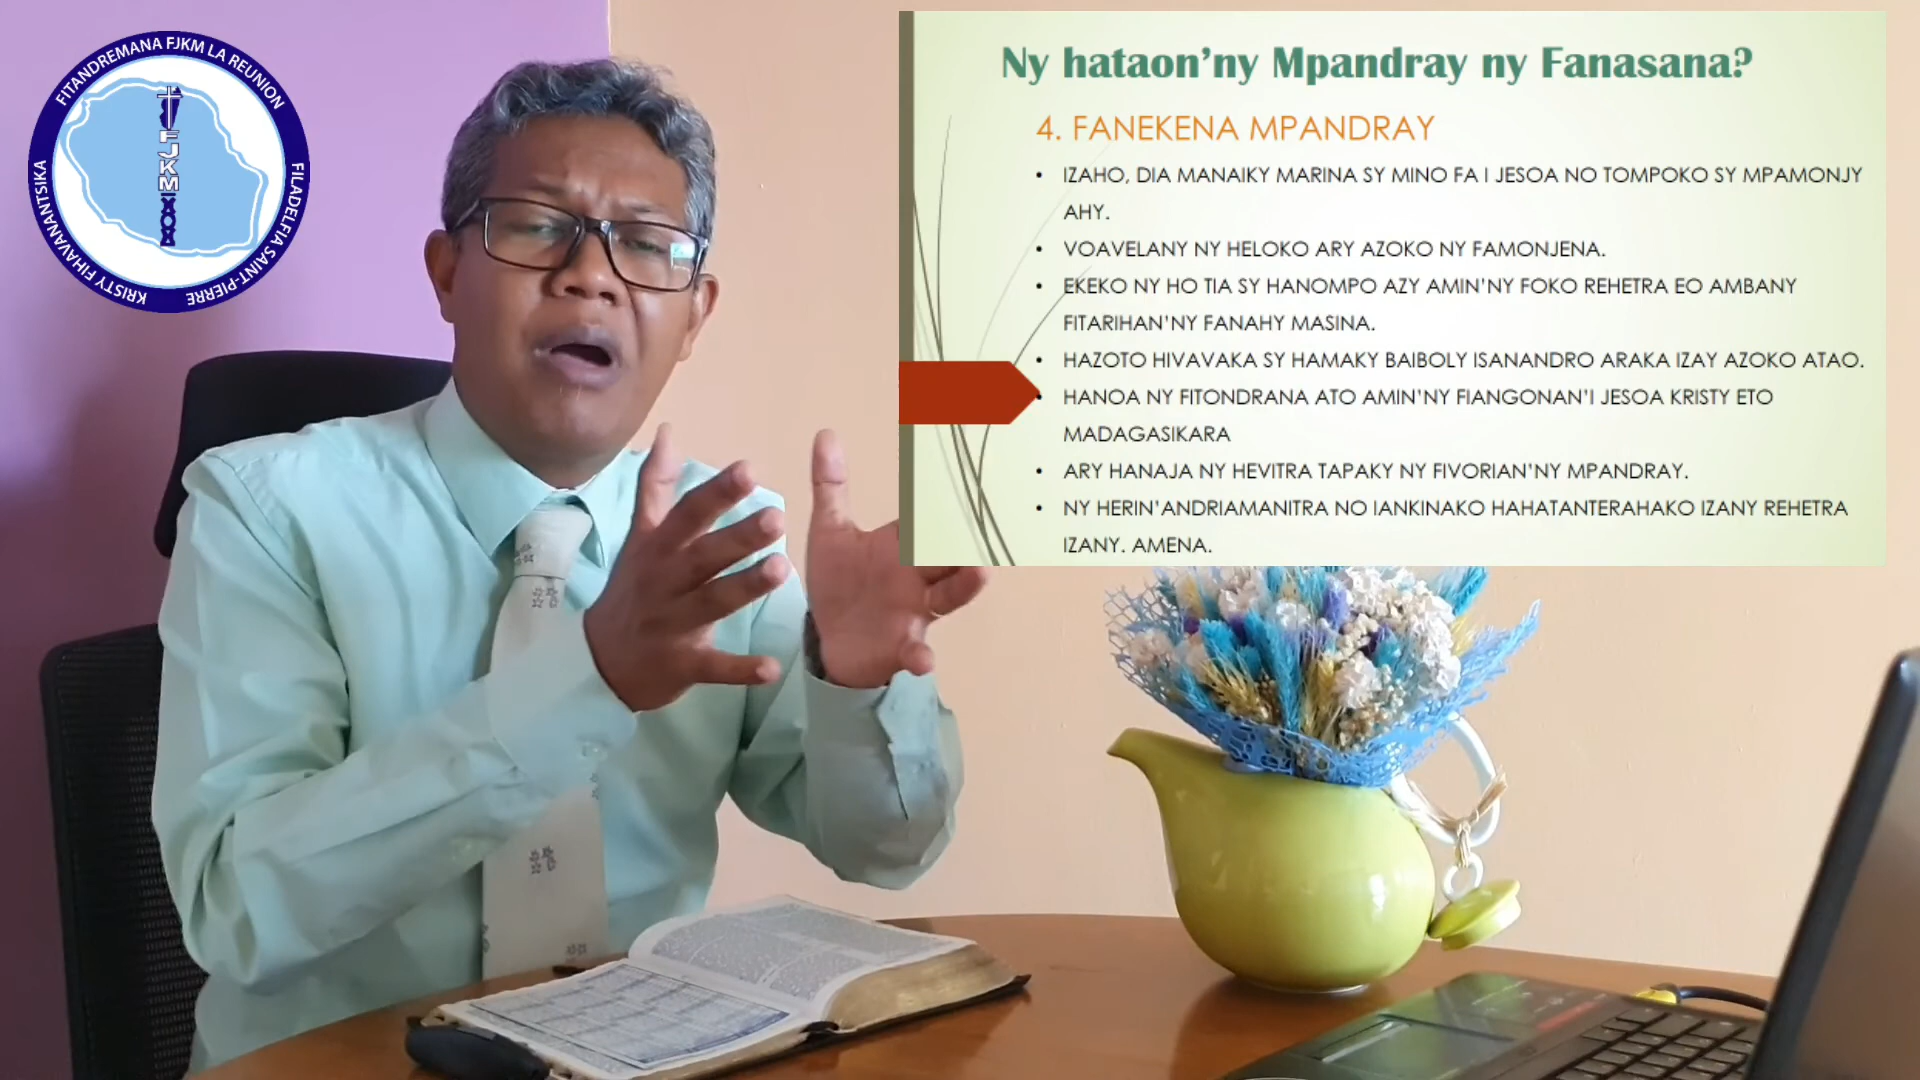 FITANDREMANA FJKM LA REUNION
FILADELFIA SAINT-PIERRE
KRISTY FIHAVANANTSIKA
FJKM
Ny hataon’ny Mpandray ny Fanasana?
4. FANEKENA MPANDRAY
• IZAHO, DIA MANAIKY MARINA SY MINO FA I JESOA NO TOMPOKO SY MPAMONJY
AHY.
• VOAVELANY NY HELOKO ARY AZOKO NY FAMONJENA.
• EKEKO NY HO TIA SY HANOMPO AZY AMIN’NY FOKO REHETRA EO AMBANY
FITARIHAN’NY FANAHY MASINA.
• HAZOTO HIVAVAKA SY HAMAKY BAIBOLY ISANANDRO ARAKA IZAY AZOKO ATAO.
• HANOA NY FITONDRANA ATO AMIN’NY FIANGONAN’I JESOA KRISTY ETO
MADAGASIKARA
• ARY HANAJA NY HEVITRA TAPAKY NY FIVORIAN’NY MPANDRAY.
• NY HERIN’ANDRIAMANITRA NO IANKINAKO HAHATANTERAHAKO IZANY REHETRA
IZANY. AMENA.